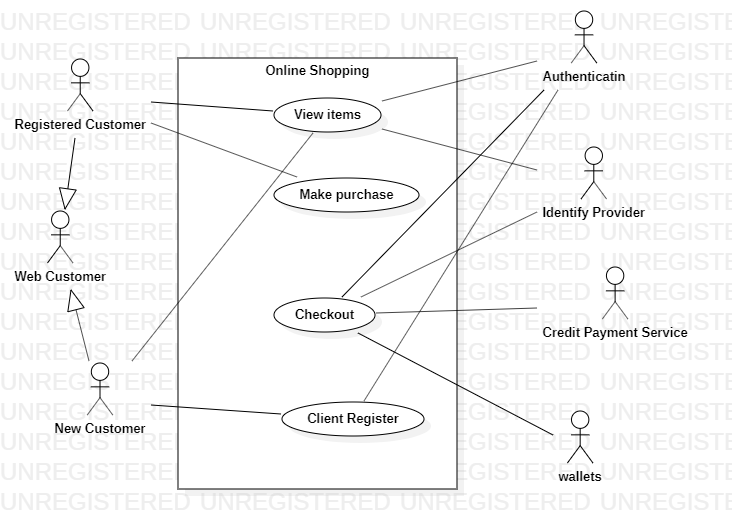 UNREGISTERED UNREGISTERED UNREGISTERED UNREGISTERED
Online Shopping
Authenticatin
View items
Registered Customer
Make purchase
Identify Provider
Web Customer
Checkout
Credit Payment Service
Client Register
New Customer
wallets